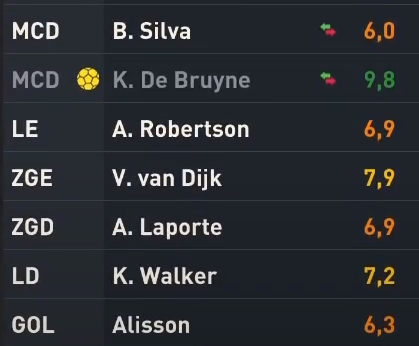 MCD B. Silva 6,0
MCD K. De Bruyne 9,8
LE A. Robertson 6,9
ZGE V. van Dijk 7,9
ZGD A. Laporte 6,9
LD K. Walker 7,2
GOL Alisson 6,3